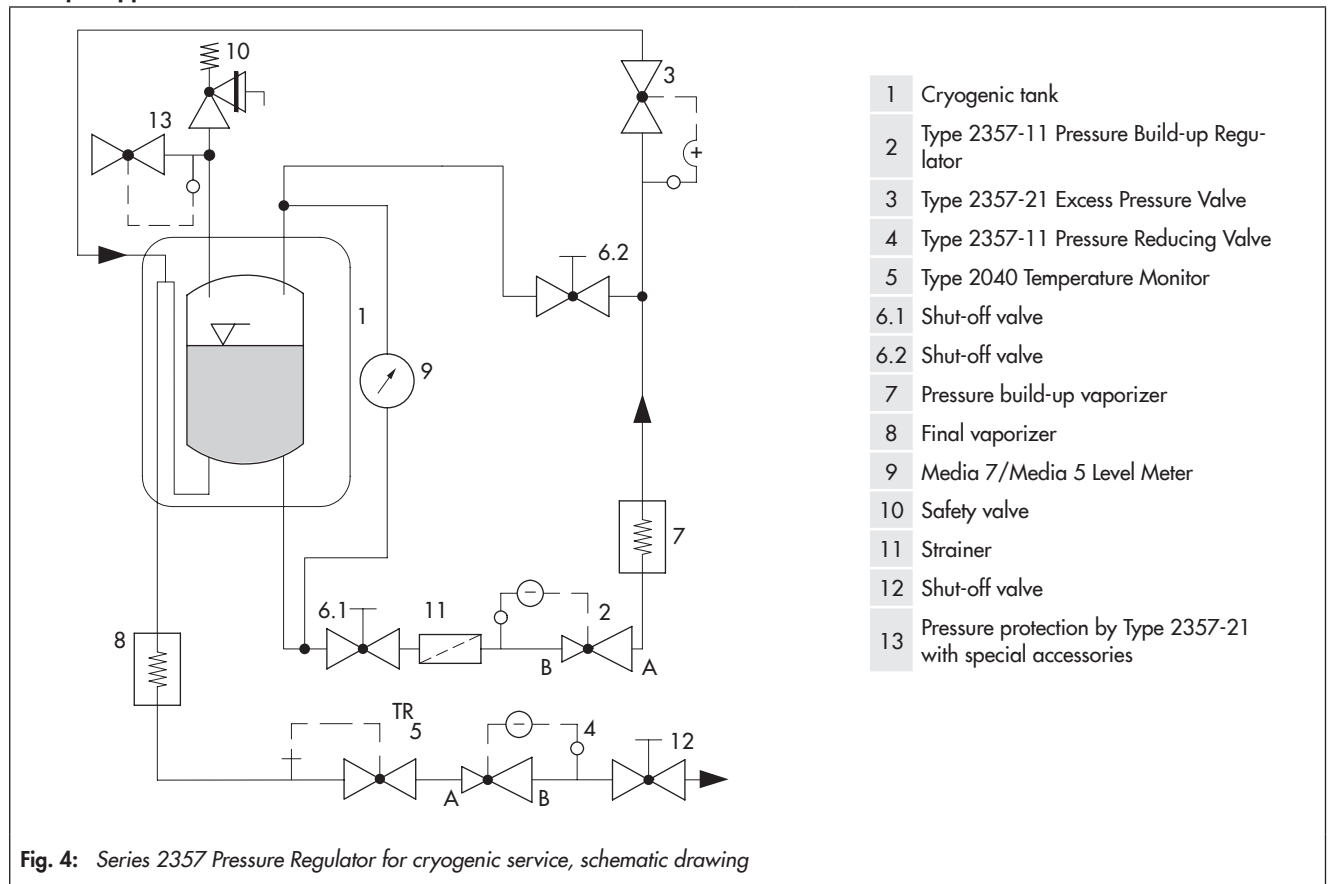 10
3
+
13
6.2
1
9
7
6.1
11
−
2
B
A
8
TR
5
−
4
12
A
B
1 Cryogenic tank
2 Type 2357-11 Pressure Build-up Regu-
lator
3 Type 2357-21 Excess Pressure Valve
4 Type 2357-11 Pressure Reducing Valve
5 Type 2040 Temperature Monitor
6.1 Shut-off valve
6.2 Shut-off valve
7 Pressure build-up vaporizer
8 Final vaporizer
9 Media 7/Media 5 Level Meter
10 Safety valve
11 Strainer
12 Shut-off valve
13 Pressure protection by Type 2357-21
with special accessories
Fig. 4: Series 2357 Pressure Regulator for cryogenic service, schematic drawing